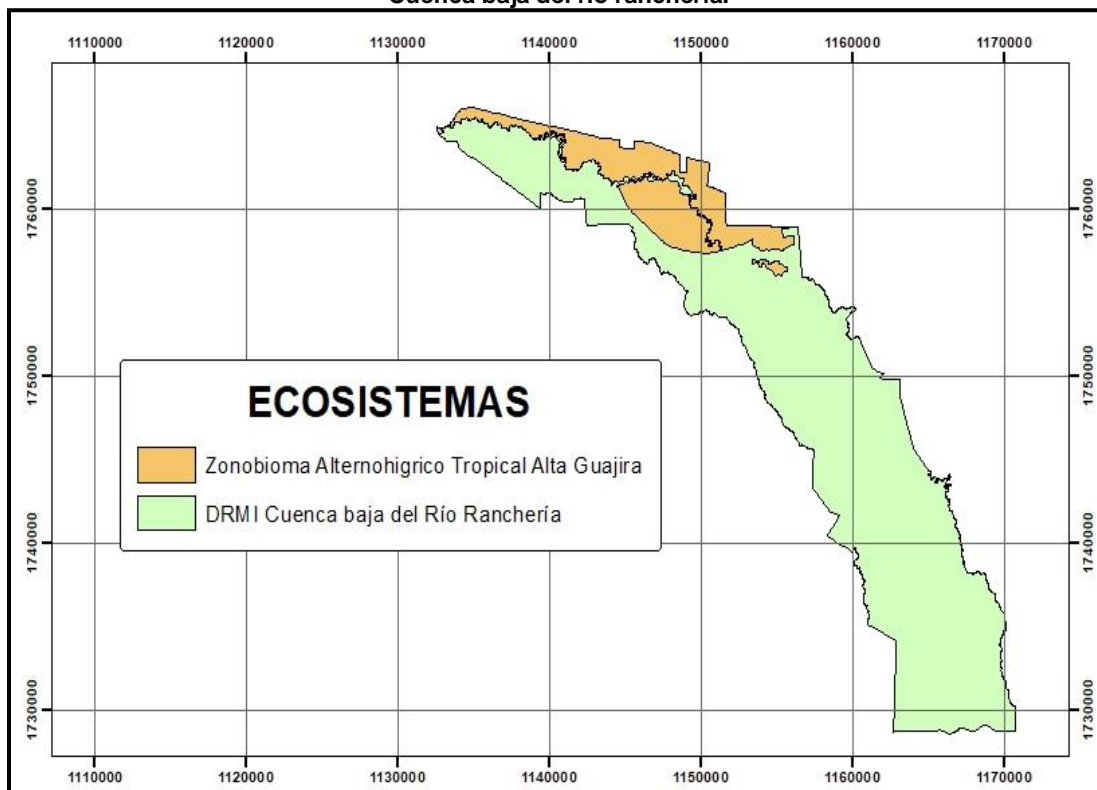 Cuenca baja del río ranchería.
1110000 1120000 1130000 1140000 1150000 1160000 1170000
1760000 1760000
1750000 1750000
ECOSISTEMAS
Zonobioma Alternohigrico Tropical Alta Guajira
DRMI Cuenca baja del Río Ranchería
1740000 1740000
1730000 1730000
1110000 1120000 1130000 1140000 1150000 1160000 1170000